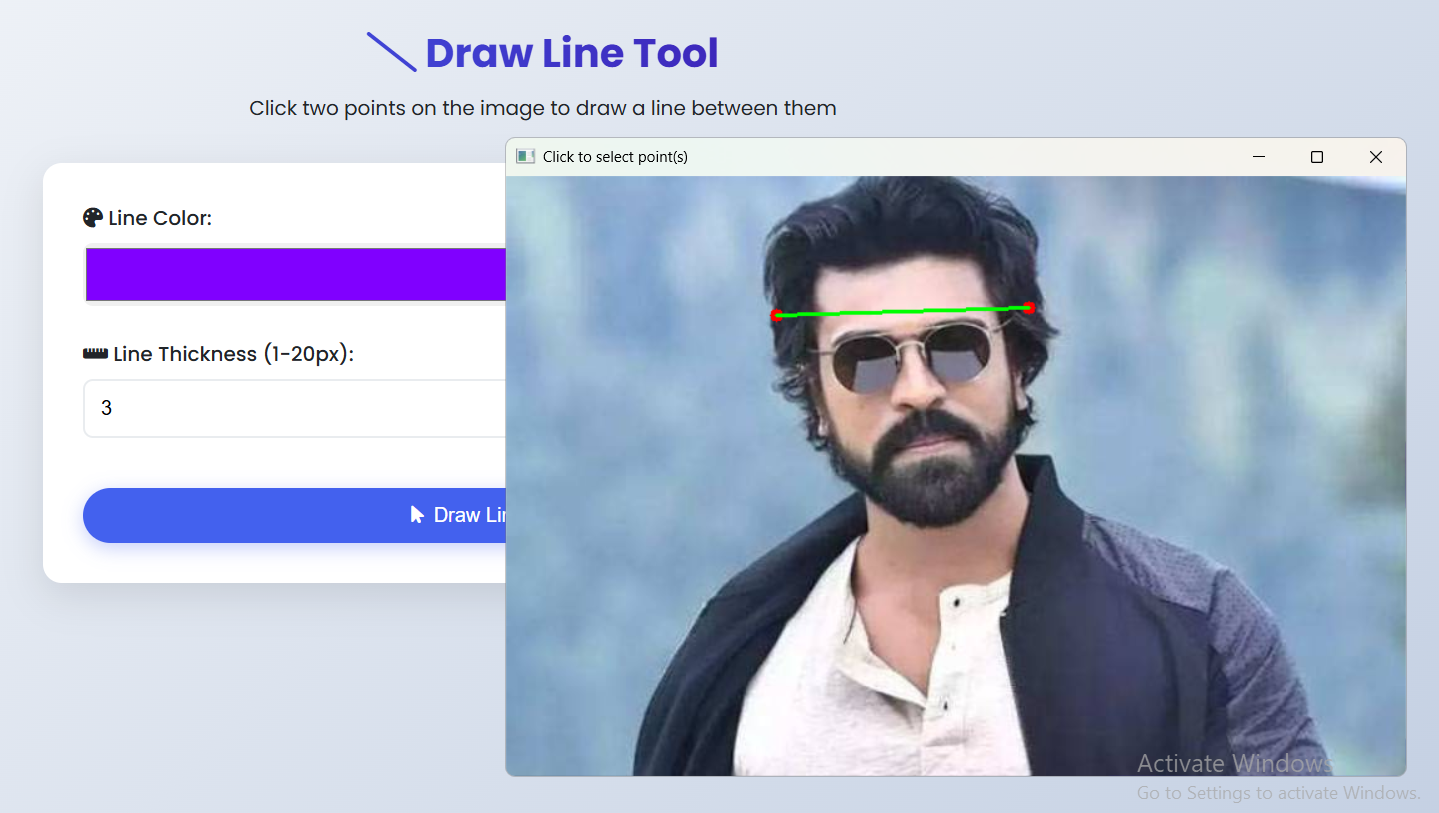 Draw Line Tool
Click two points on the image to draw a line between them
Click to select point(s)
Line Color:
Line Thickness (1-20px):
3
Draw Lin
Activate Windows
Go to Settings to activate Windows.